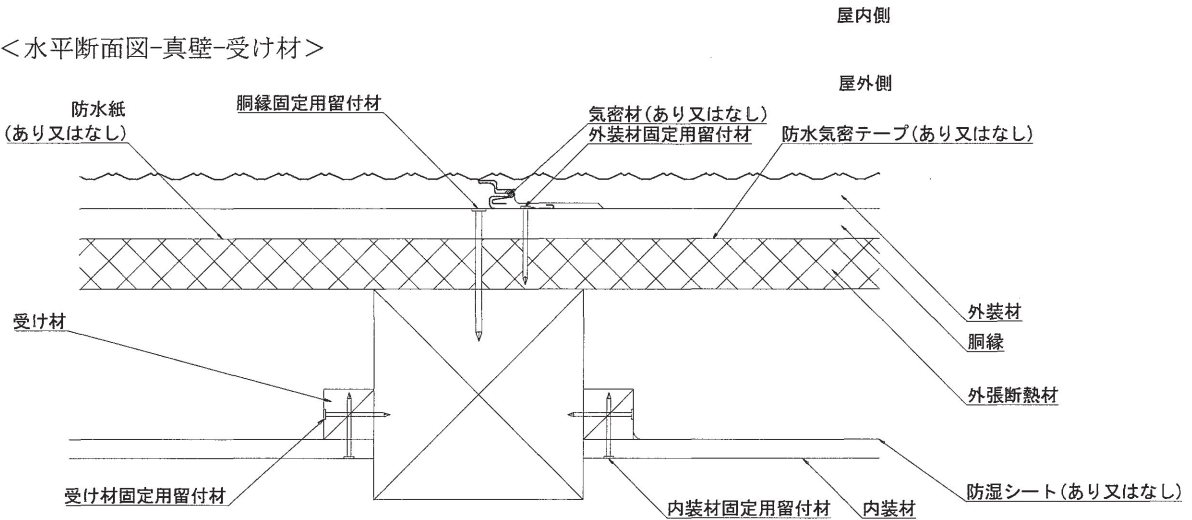 屋内側
＜水平断面図-真壁-受け材＞
屋外側
防水紙
(あり又はなし)
胴縁固定用留付材
気密材(あり又はなし)
外装材固定用留付材
防水気密テープ(あり又はなし)
受け材
外装材
胴縁
外張断熱材
受け材固定用留付材
内装材固定用留付材
内装材
防湿シート(あり又はなし)